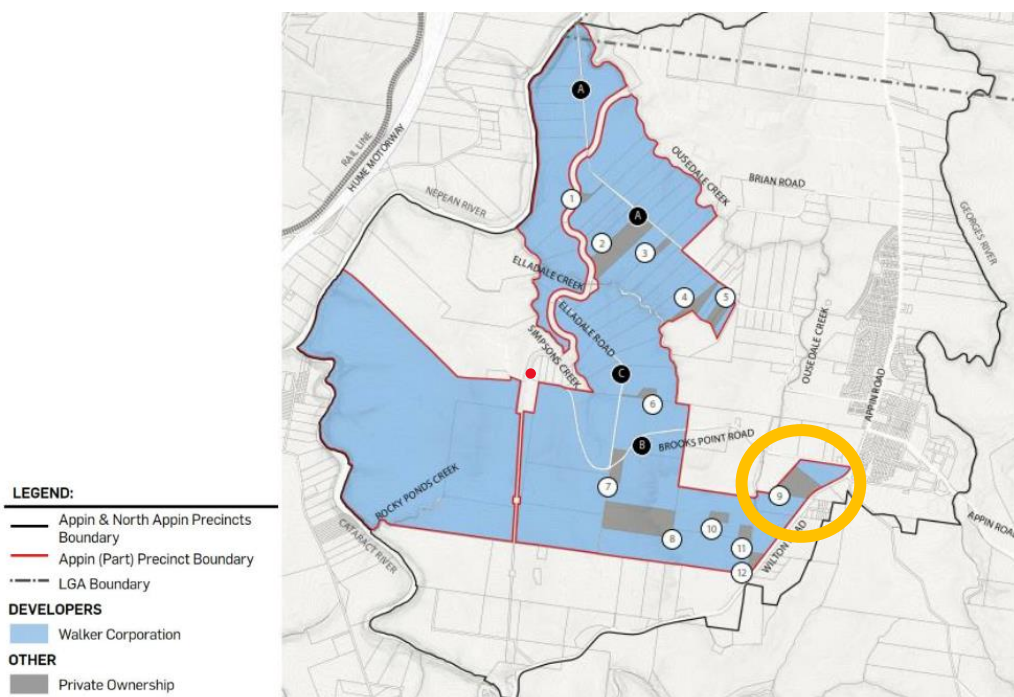 A
RAIL LINE
HUME MOTORWAY
OUSEDALE CREEK
BRIAN ROAD
NEPEAN RIVER
1
A
GEORGES RIVER
2
3
ELLADALE CREEK
4
5
ELLADALE ROAD
SIMPSONS CREEK
OUSEDALE CREEK
C
APPIN ROAD
6
B
BROOKS POINT ROAD
ROCKY PONDS CREEK
7
9
LEGEND:
Appin & North Appin Precincts
Boundary
Appin (Part) Precinct Boundary
LGA Boundary
DEVELOPERS
Walker Corporation
OTHER
Private Ownership
CATARACT RIVER
8
10
11
12
WILTON ROAD
APPIN ROAD